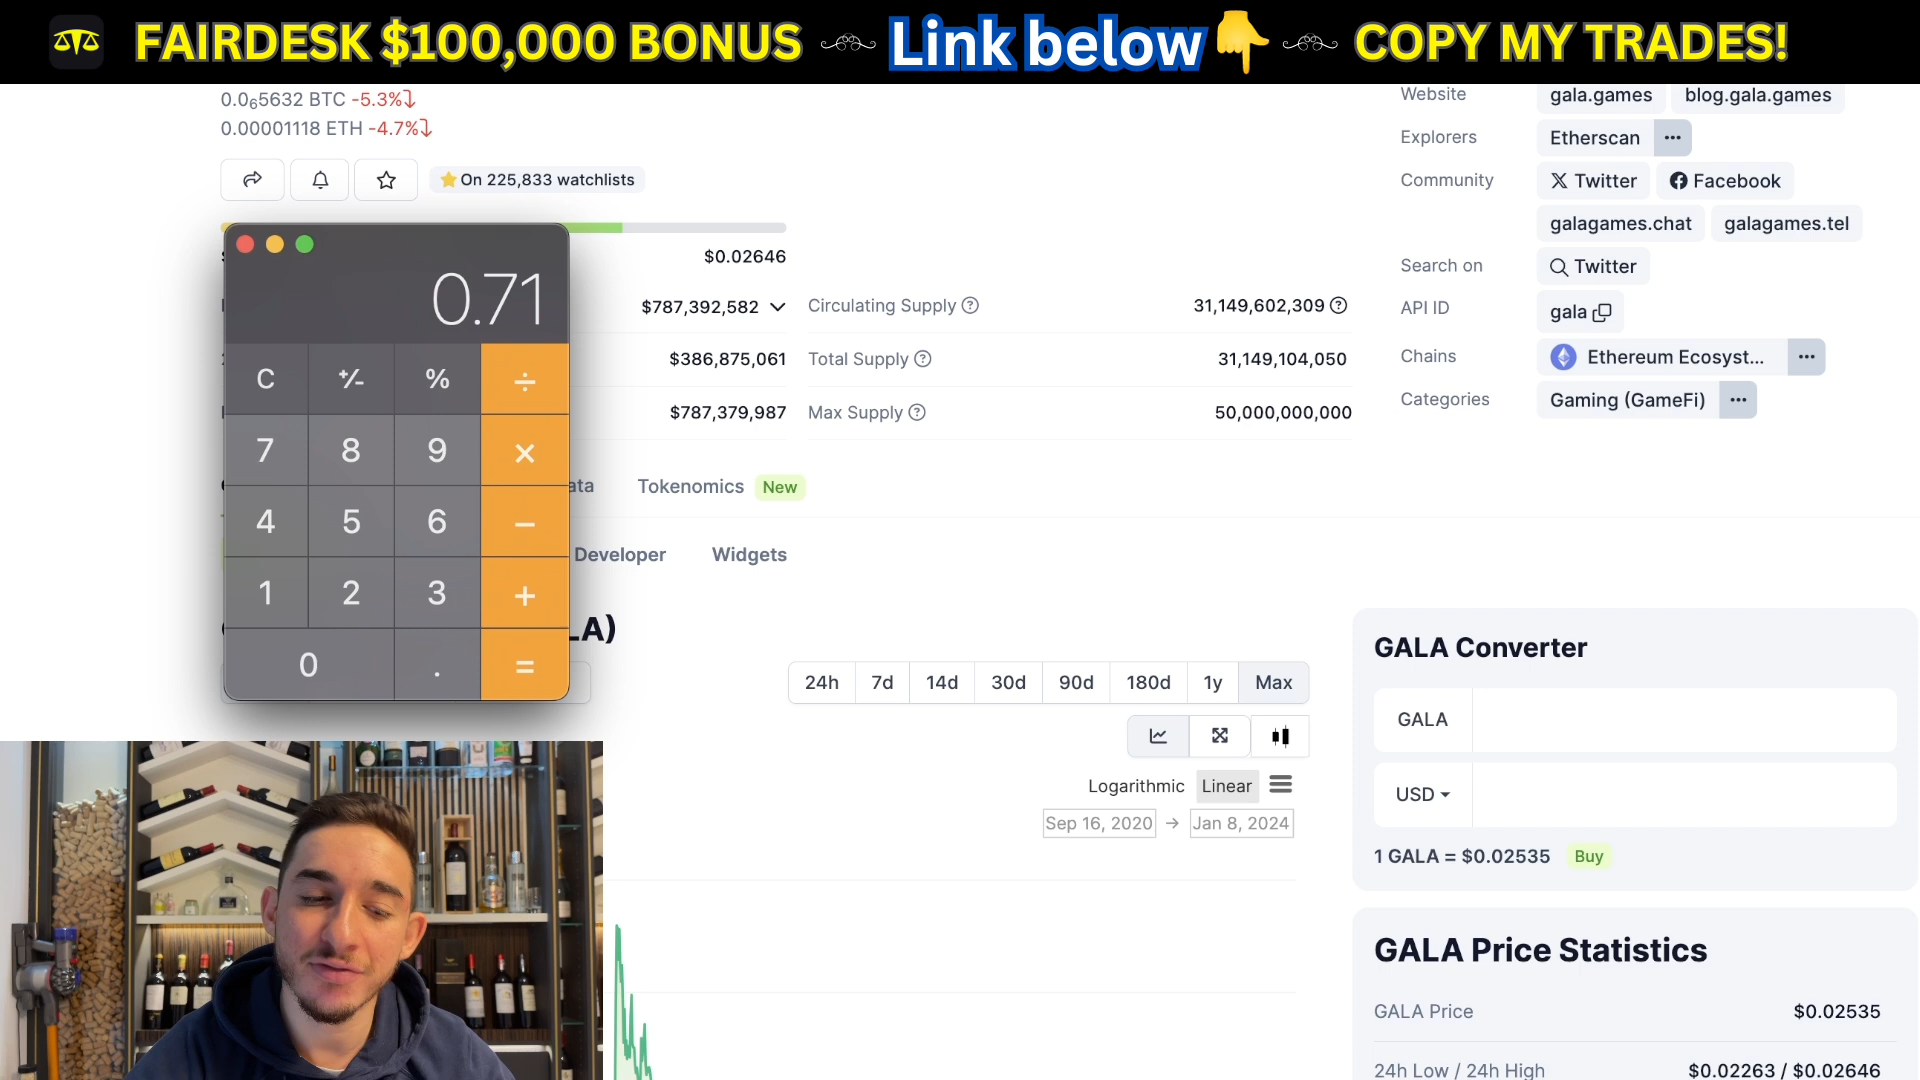 FAIRDESK $100,000 BONUS Link below COPY MY TRADES!
0.0₆5632 BTC -5.3%
0.00001118 ETH -4.7%
On 225,833 watchlists
$0.02646
$787,392,582
$386,875,061
$787,379,987
Circulating Supply 31,149,602,309
Total Supply 31,149,104,050
Max Supply 50,000,000,000
Website gala.games blog.gala.games
Explorers Etherscan
Community Twitter Facebook
galagames.chat galagames.tel
Search on Twitter
API ID gala
Chains Ethereum Ecosyst...
Categories Gaming (GameFi)
0.71
C +/- % ÷
7 8 9 ×
4 5 6 −
1 2 3 +
0 . =
ata Tokenomics New
Developer Widgets
LA)
24h 7d 14d 30d 90d 180d 1y Max
Logarithmic Linear
Sep 16, 2020 → Jan 8, 2024
GALA Converter
GALA
USD
1 GALA = $0.02535 Buy
GALA Price Statistics
GALA Price $0.02535
24h Low / 24h High $0.02263 / $0.02646